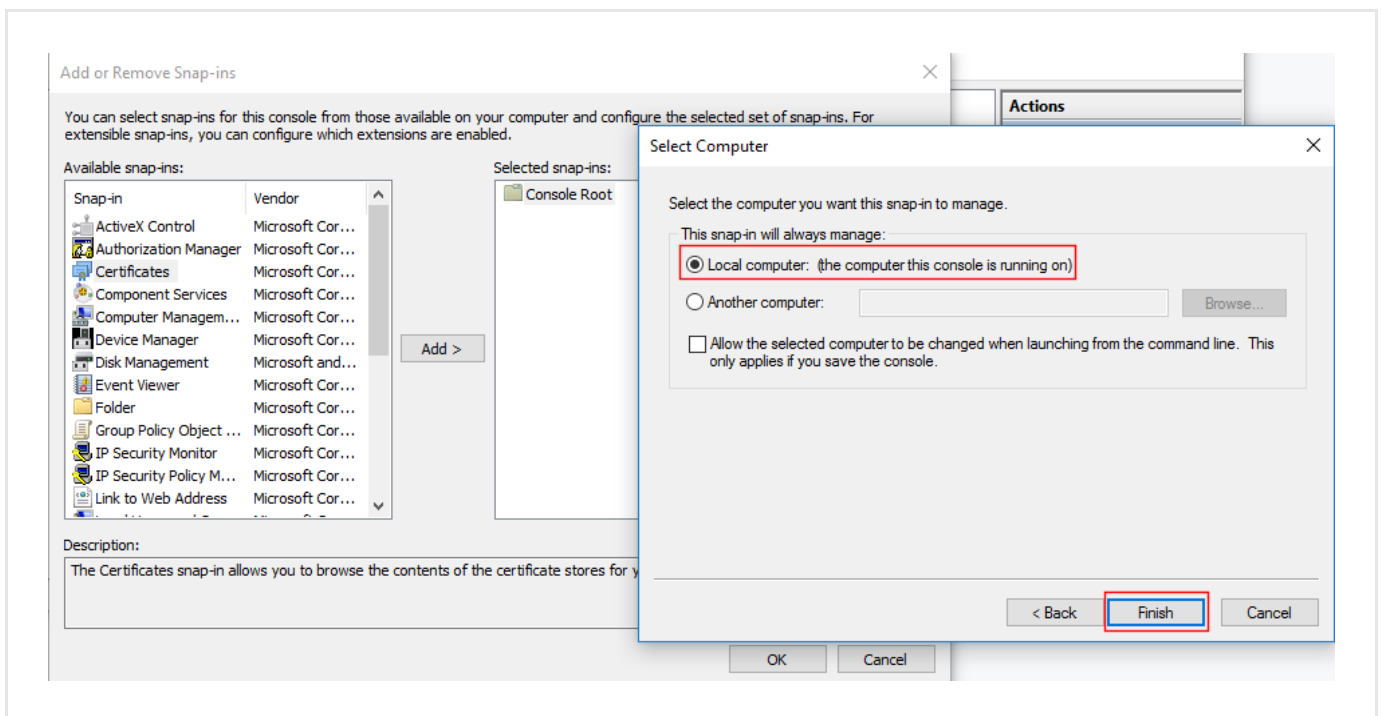 Add or Remove Snap-ins
You can select snap-ins for this console from those available on your computer and configure the selected set of snap-ins. For
extensible snap-ins, you can configure which extensions are enabled.
Available snap-ins:
Snap-in Vendor
ActiveX Control Microsoft Cor...
Authorization Manager Microsoft Cor...
Certificates Microsoft Cor...
Component Services Microsoft Cor...
Computer Managem... Microsoft Cor...
Device Manager Microsoft Cor...
Disk Management Microsoft and...
Event Viewer Microsoft Cor...
Folder Microsoft Cor...
Group Policy Object ... Microsoft Cor...
IP Security Monitor Microsoft Cor...
IP Security Policy M... Microsoft Cor...
Link to Web Address Microsoft Cor...
Add >
Selected snap-ins:
Console Root
Description:
The Certificates snap-in allows you to browse the contents of the certificate stores for
OK Cancel
Actions
Select Computer
Select the computer you want this snap-in to manage.
This snap-in will always manage:
Local computer: (the computer this console is running on)
Another computer:
Browse...
Allow the selected computer to be changed when launching from the command line. This
only applies if you save the console.
< Back Finish Cancel